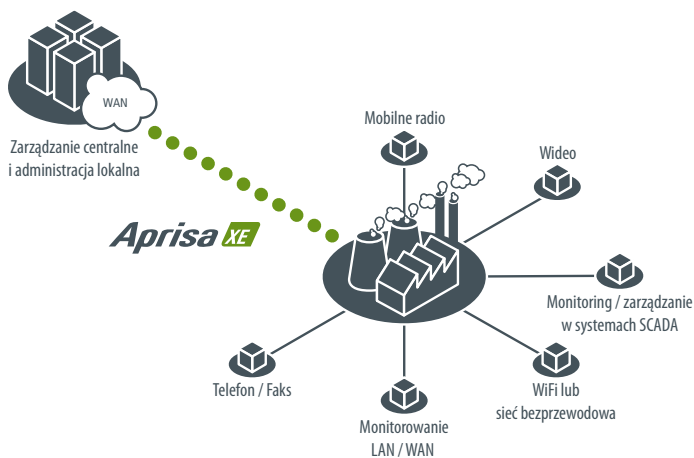 WAN
Zarządzanie centralne
i administracja lokalna
Mobilne radio
Wideo
Aprisa XE
Monitoring / zarządzanie
w systemach SCADA
Telefon / Faks
WiFi lub
sieć bezprzewodowa
Monitorowanie
LAN / WAN